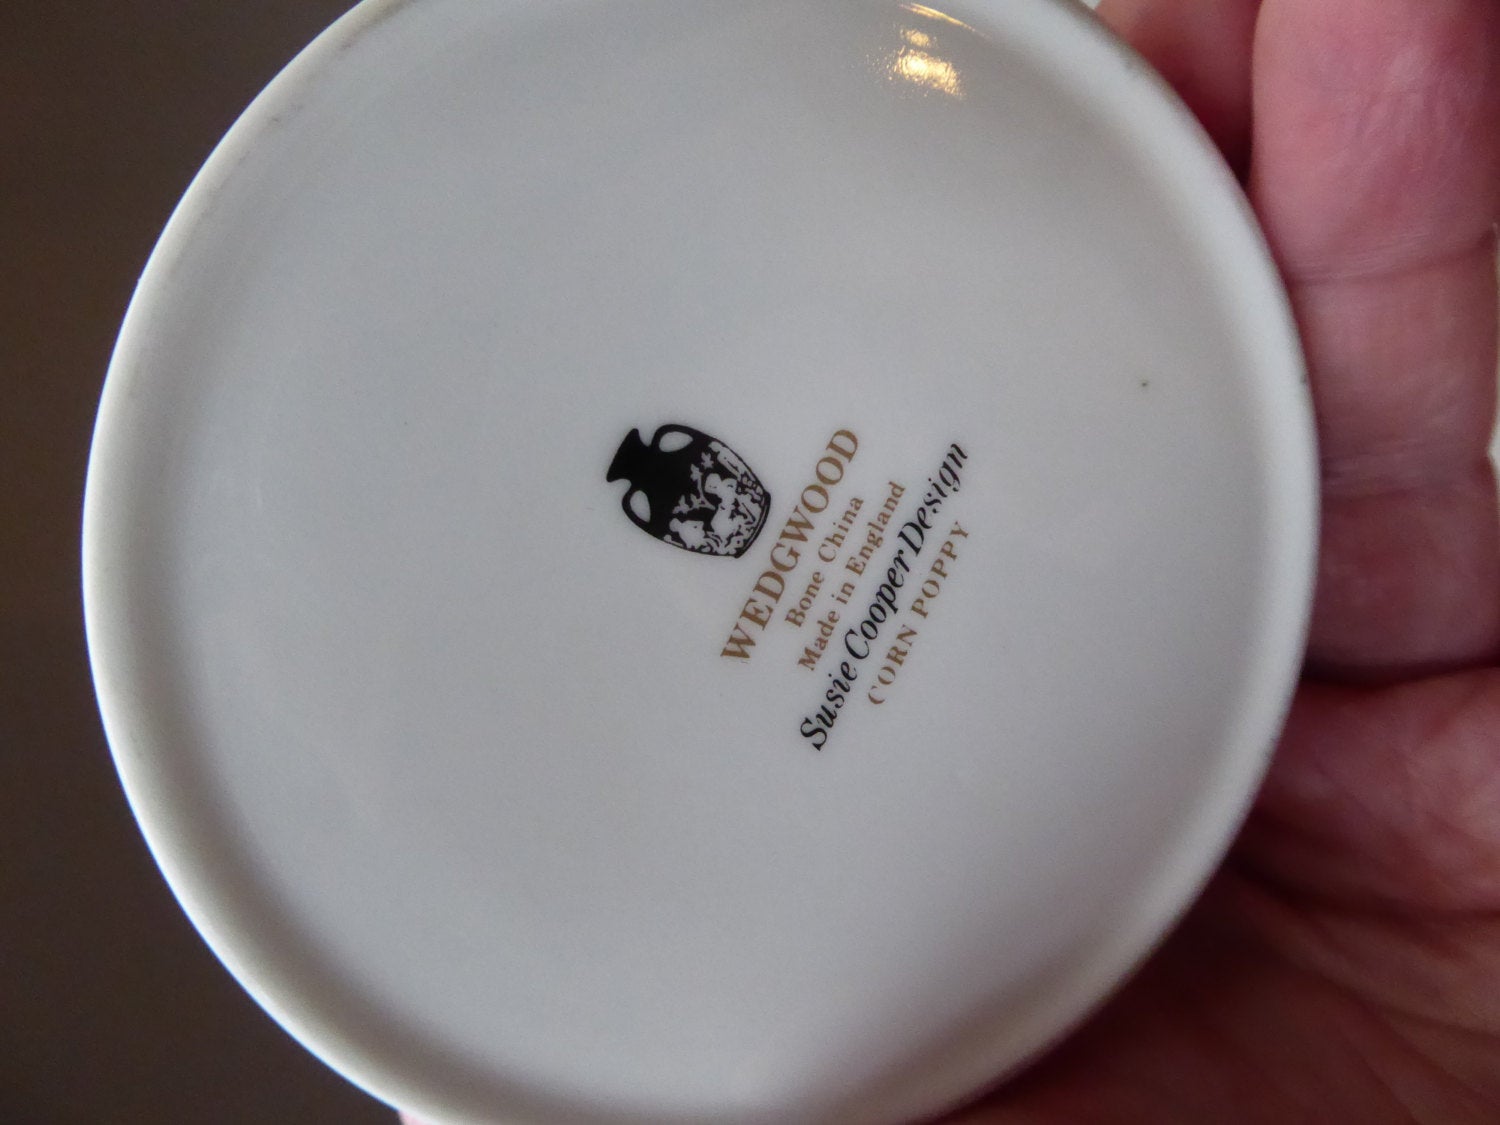 WEDGWOOD
Bone China
Made in England
Susie Cooper Design
CORN POPPY